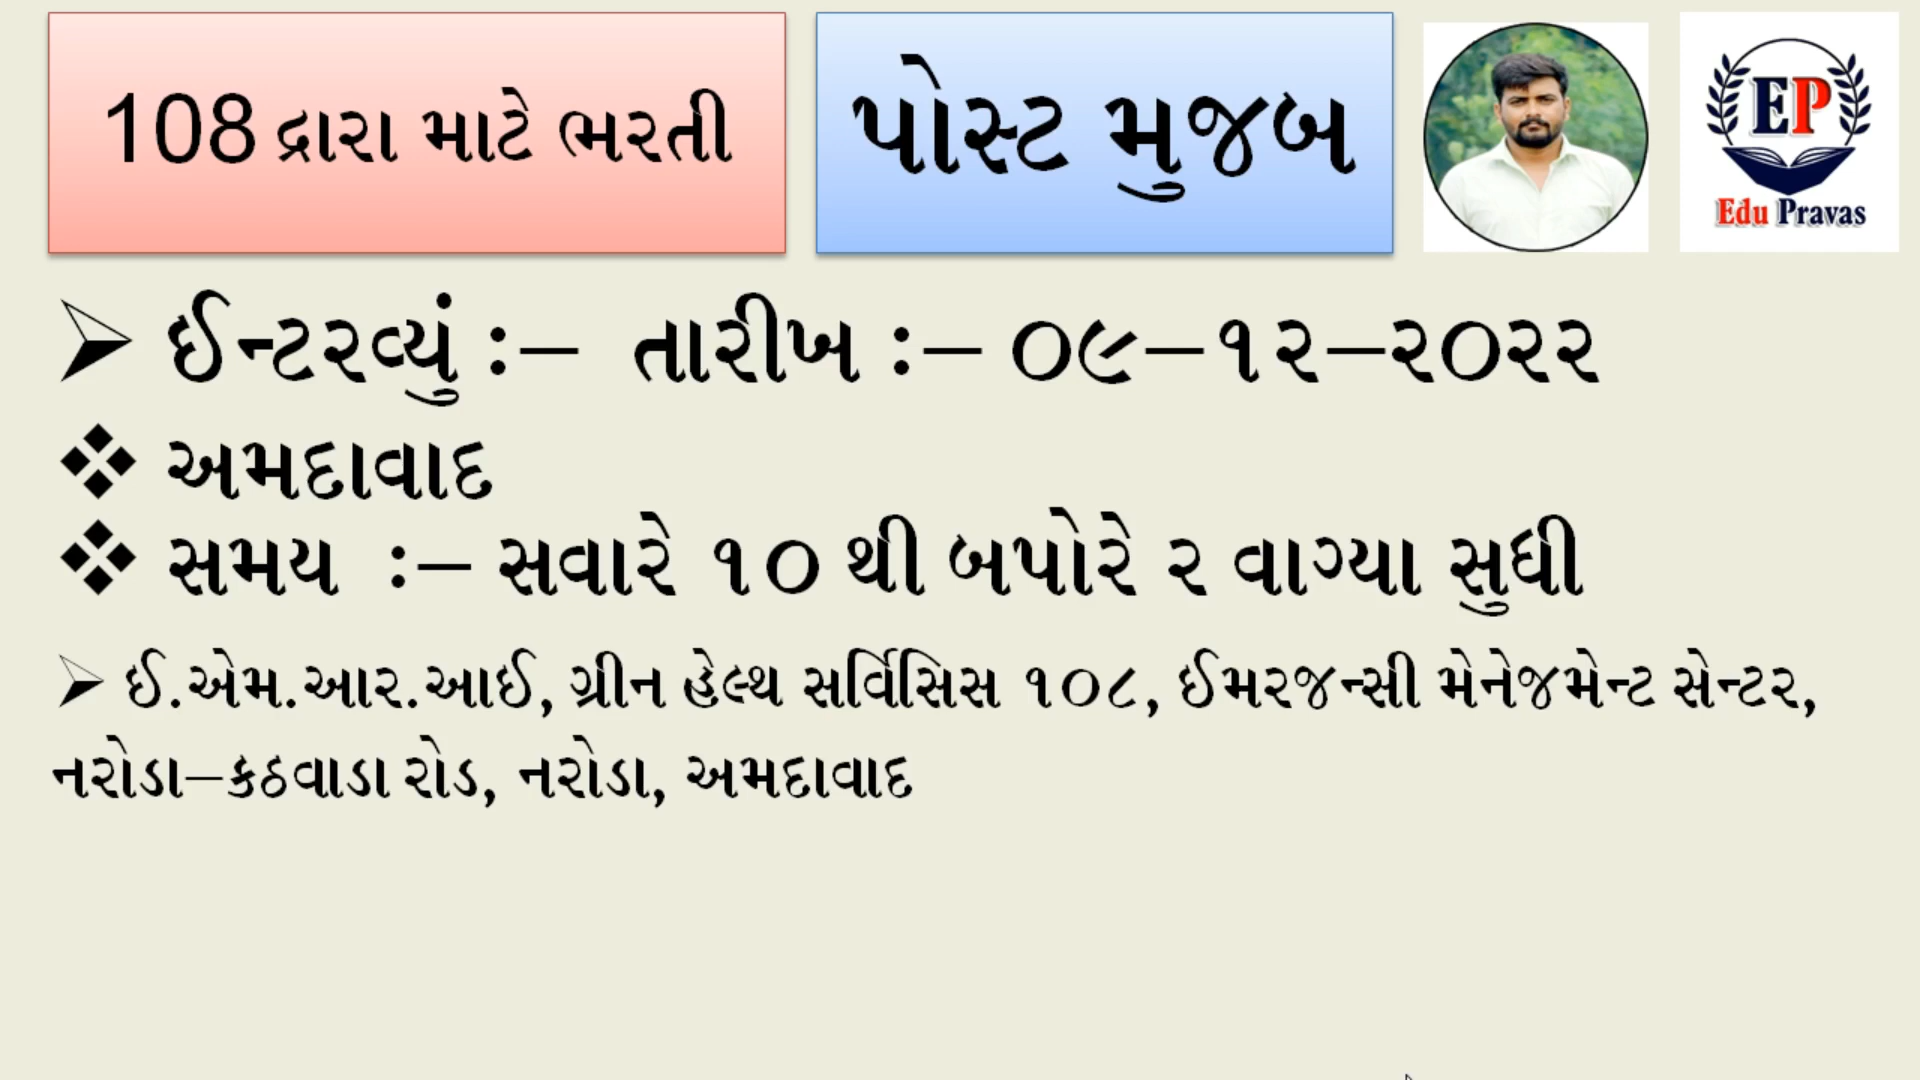 108 દ્વારા માટે ભરતી
પોસ્ટ મુજબ
EP
Edu Pravas
ઈન્ટરવ્યું :– તારીખ :– ૦૯–૧૨–૨૦૨૨
અમદાવાદ
સમય :– સવારે ૧૦ થી બપોરે ૨ વાગ્યા સુધી
ઈ.એમ.આર.આઈ, ગ્રીન હેલ્થ સર્વિસિસ ૧૦૮, ઈમરજન્સી મેનેજમેન્ટ સેન્ટર,
નરોડા–કઠવાડા રોડ, નરોડા, અમદાવાદ